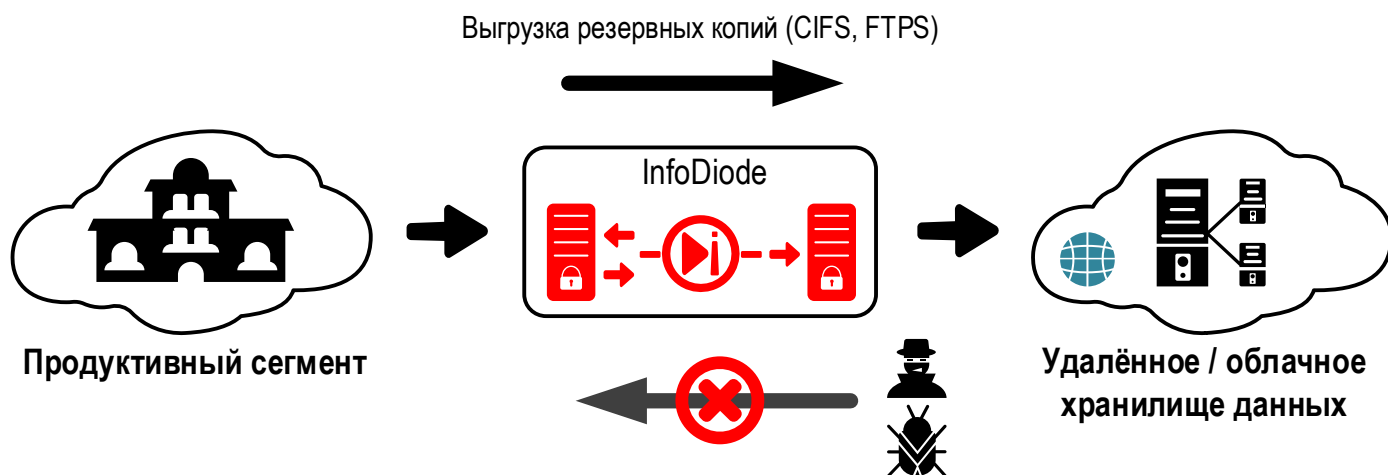 Выгрузка резервных копий (CIFS, FTPS)
InfoDiode
i
Продуктивный сегмент
Удалённое / облачное
хранилище данных